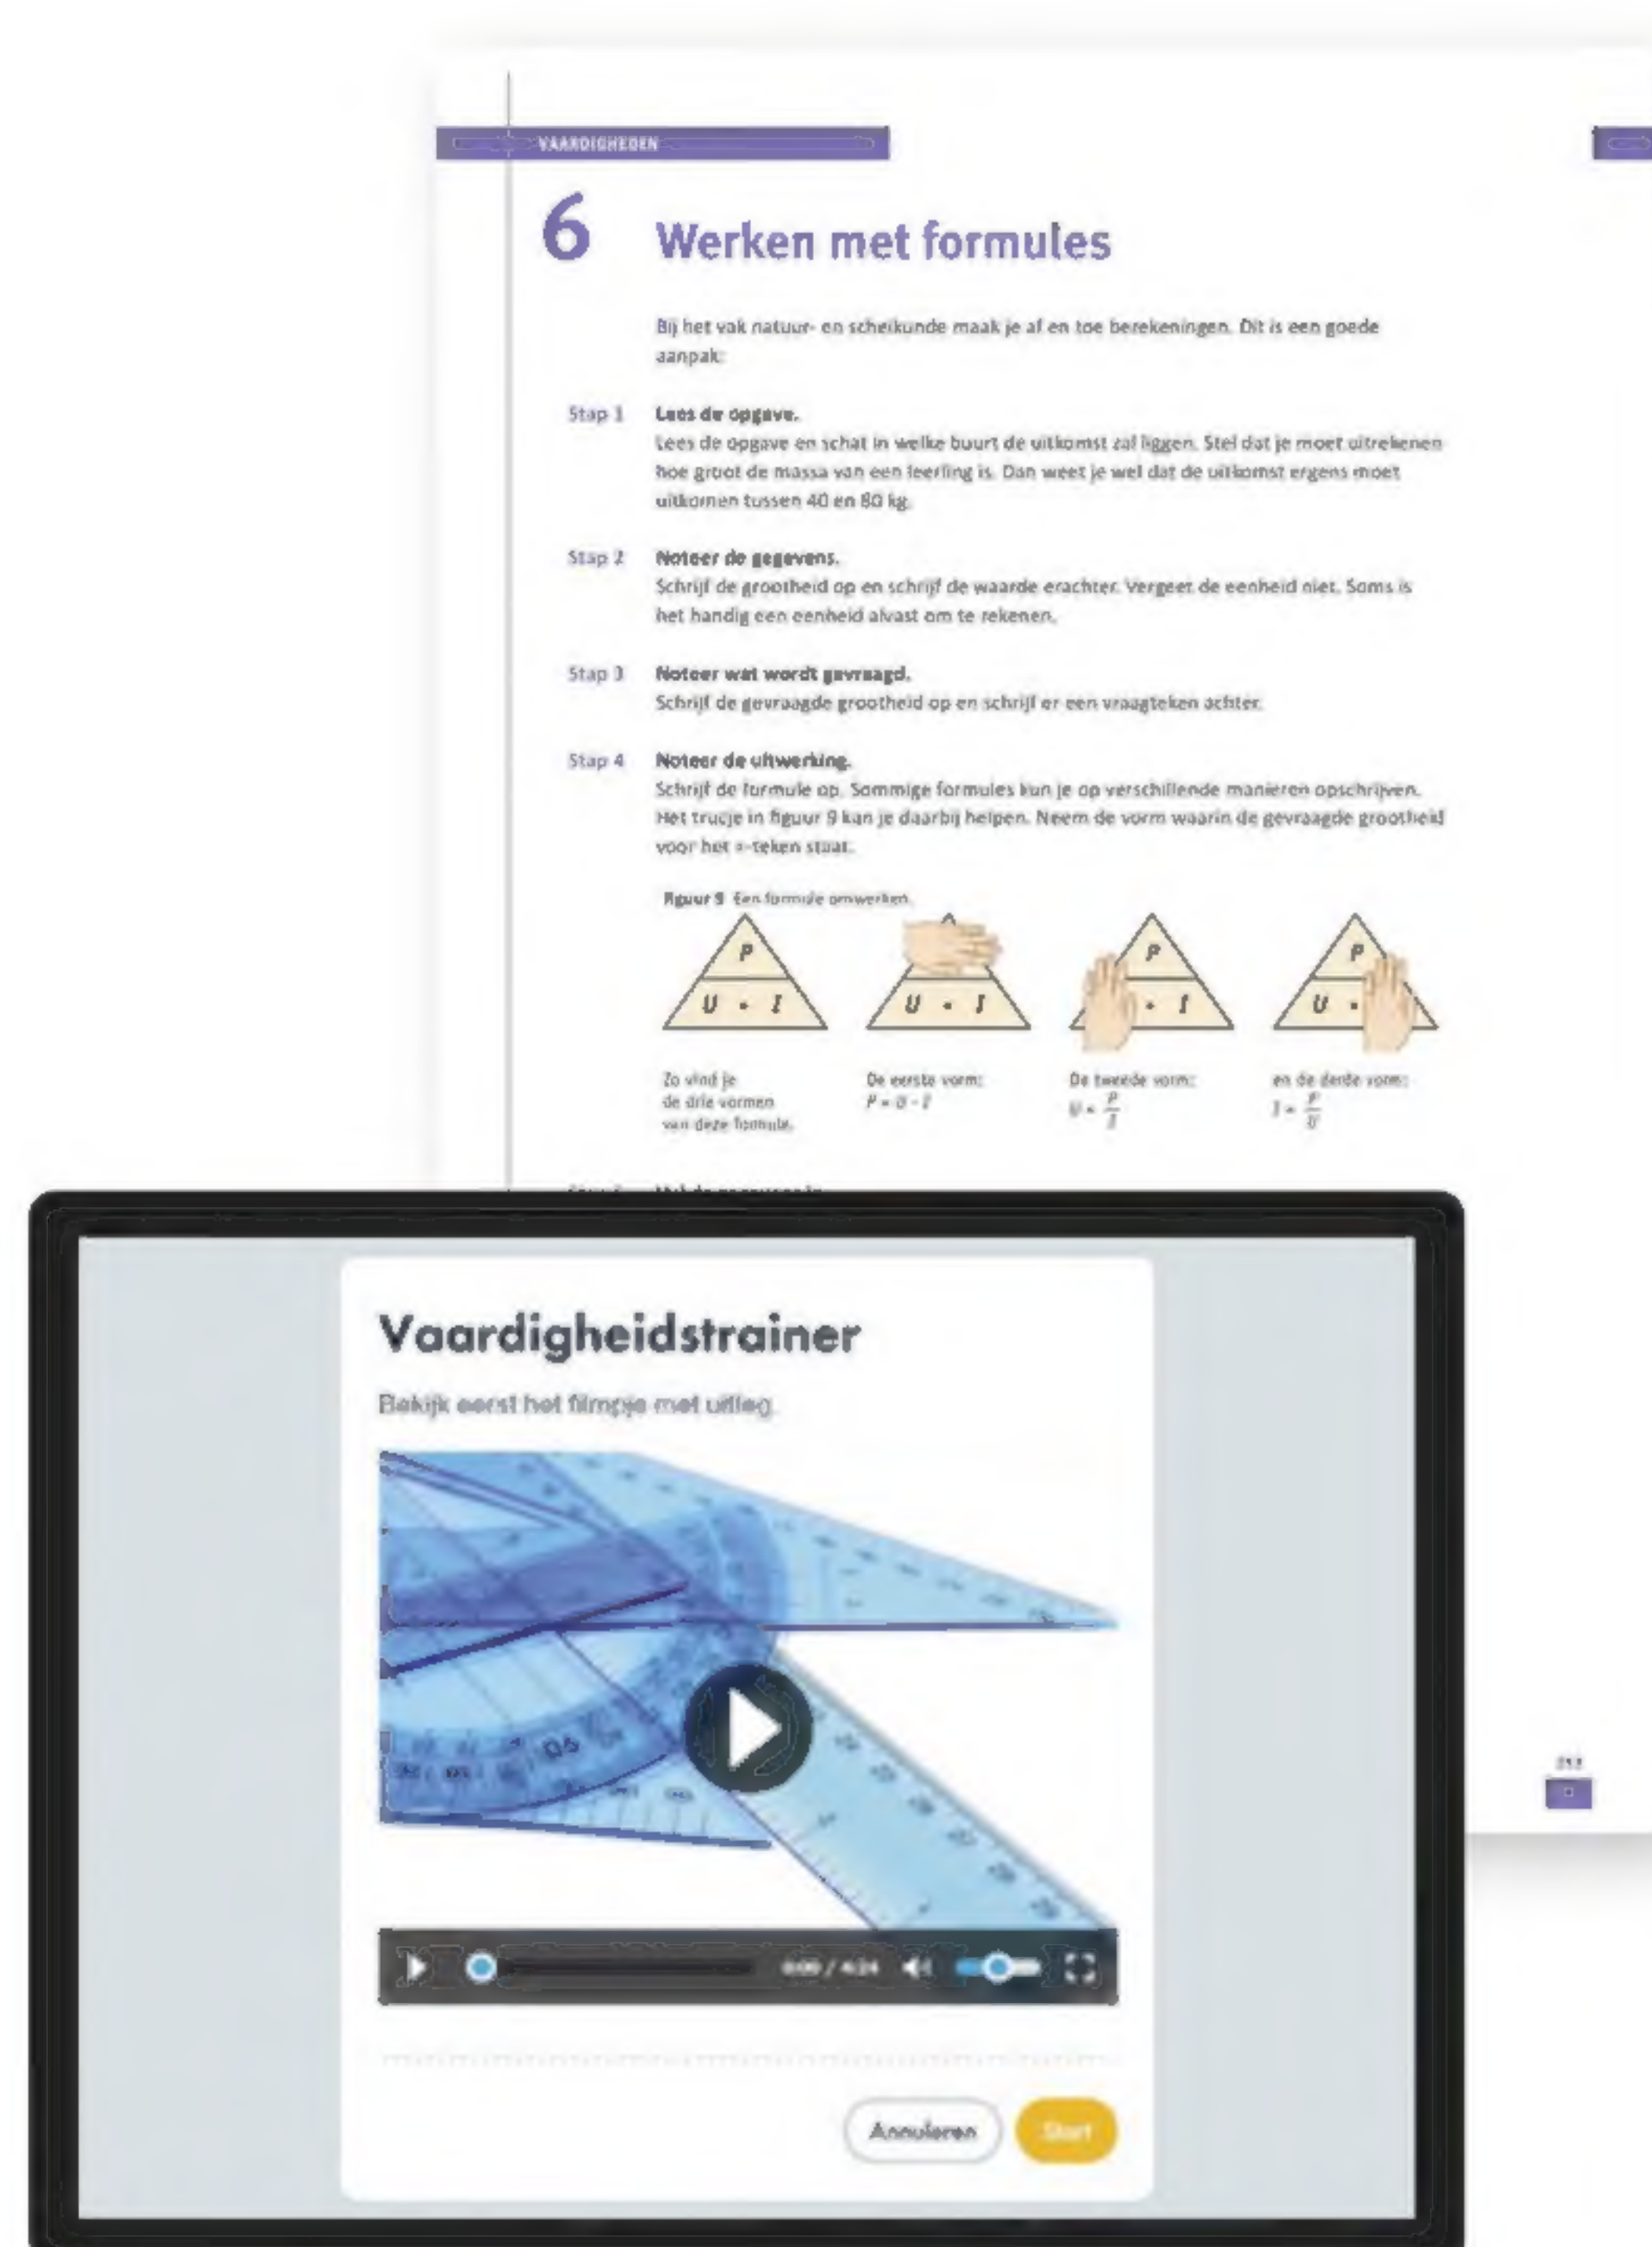 VAARDIGHEDEN
6 Werken met formules
Bij het vak natuur- en scheikunde maak je af en toe berekeningen. Dit is een goede
aanpak:
Stap 1 Lees de opgave.
Lees de opgave en schat in welke buurt de uitkomst zal liggen. Stel dat je moet uitrekenen
hoe groot de massa van een leerling is. Dan weet je wel dat de uitkomst ergens moet
uitkomen tussen 40 en 80 kg.
Stap 2 Noteer de gegevens.
Schrijf de grootheid op en schrijf de waarde erachter. Vergeet de eenheid niet. Soms is
het handig een eenheid alvast om te rekenen.
Stap 3 Noteer wat wordt gevraagd.
Schrijf de gevraagde grootheid op en schrijf er een vraagteken achter.
Stap 4 Noteer de uitwerking.
Schrijf de formule op. Sommige formules kun je op verschillende manieren opschrijven.
Het trucje in figuur 9 kan je daarbij helpen. Neem de vorm waarin de gevraagde grootheid
voor het =-teken staat.
figuur 9 Een formule omwerken.
P P P
U · I U · I · I U ·
Zo vind je
de drie vormen
van deze formule.
De eerste vorm:
P = U · I
De tweede vorm:
U = P / I
en de derde vorm:
I = P / U
Vaardigheidstrainer
Bekijk eerst het filmpje met uitleg.
0:00 / 4:24
Annuleren
Start